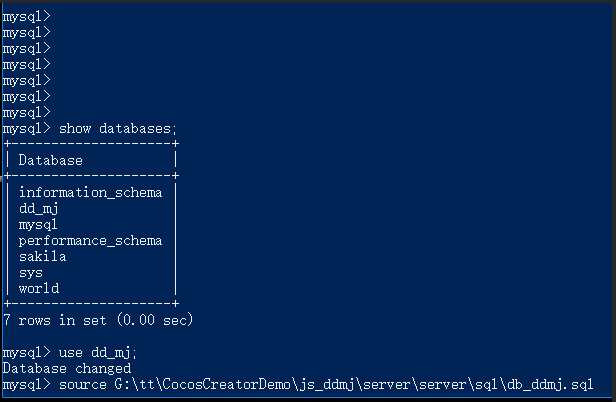 mysql>
mysql>
mysql>
mysql>
mysql>
mysql>
mysql>
mysql> show databases;
+--------------------+
| Database           |
+--------------------+
| information_schema |
| dd_mj              |
| mysql              |
| performance_schema |
| sakila             |
| sys                |
| world              |
+--------------------+
7 rows in set (0.00 sec)
mysql> use dd_mj;
Database changed
mysql> source G:\tt\CocosCreatorDemo\js_ddmj\server\server\sql\db_ddmj.sql